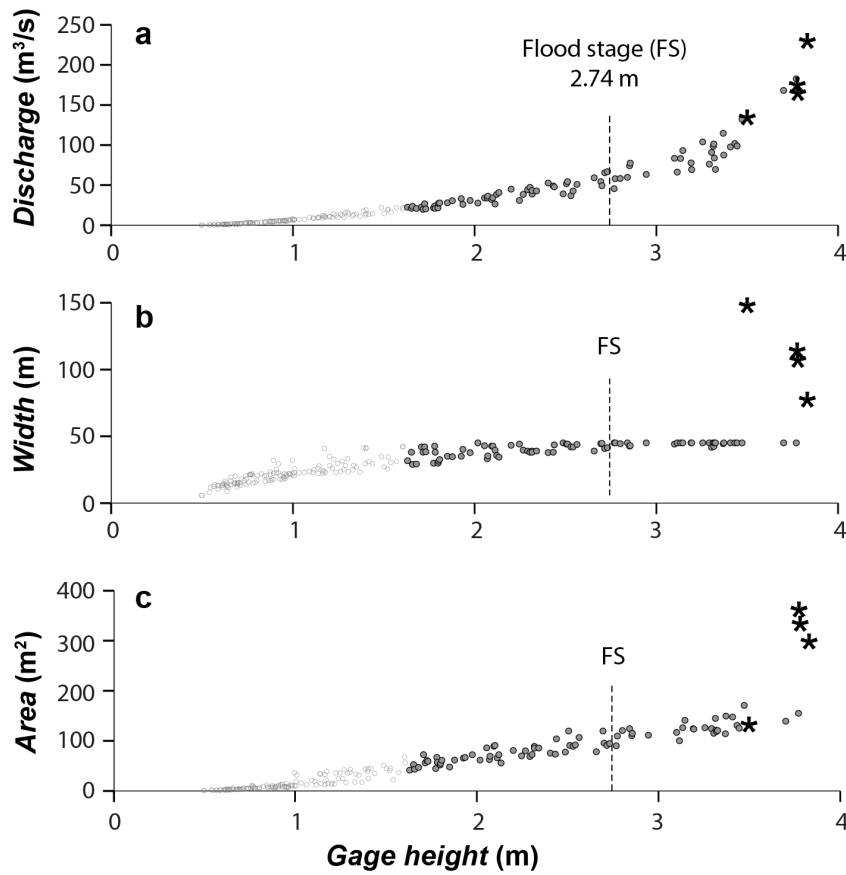 a
Discharge (m³/s)
250
200
150
100
50
0
Flood stage (FS)
2.74 m
0 1 2 3 4
b
Width (m)
150
100
50
0
FS
0 1 2 3 4
c
Area (m²)
400
300
200
100
0
FS
0 1 2 3 4
Gage height (m)